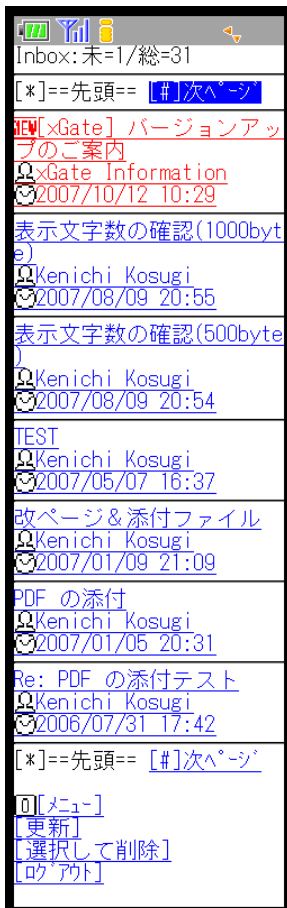 Inbox:未=1/総=31
[*]==先頭== [#]次ﾍﾟｰｼﾞ
NEW[xGate] バージョンアッ
プのご案内
xGate Information
2007/10/12 10:29
表示文字数の確認(1000byt
e)
Kenichi Kosugi
2007/08/09 20:55
表示文字数の確認(500byte
)
Kenichi Kosugi
2007/08/09 20:54
TEST
Kenichi Kosugi
2007/05/07 16:37
改ページ＆添付ファイル
Kenichi Kosugi
2007/01/09 21:09
PDF の添付
Kenichi Kosugi
2007/01/05 20:31
Re: PDF の添付テスト
Kenichi Kosugi
2006/07/31 17:42
[*]==先頭== [#]次ﾍﾟｰｼﾞ
0[ﾒﾆｭｰ]
[更新]
[選択して削除]
[ﾛｸﾞｱｳﾄ]